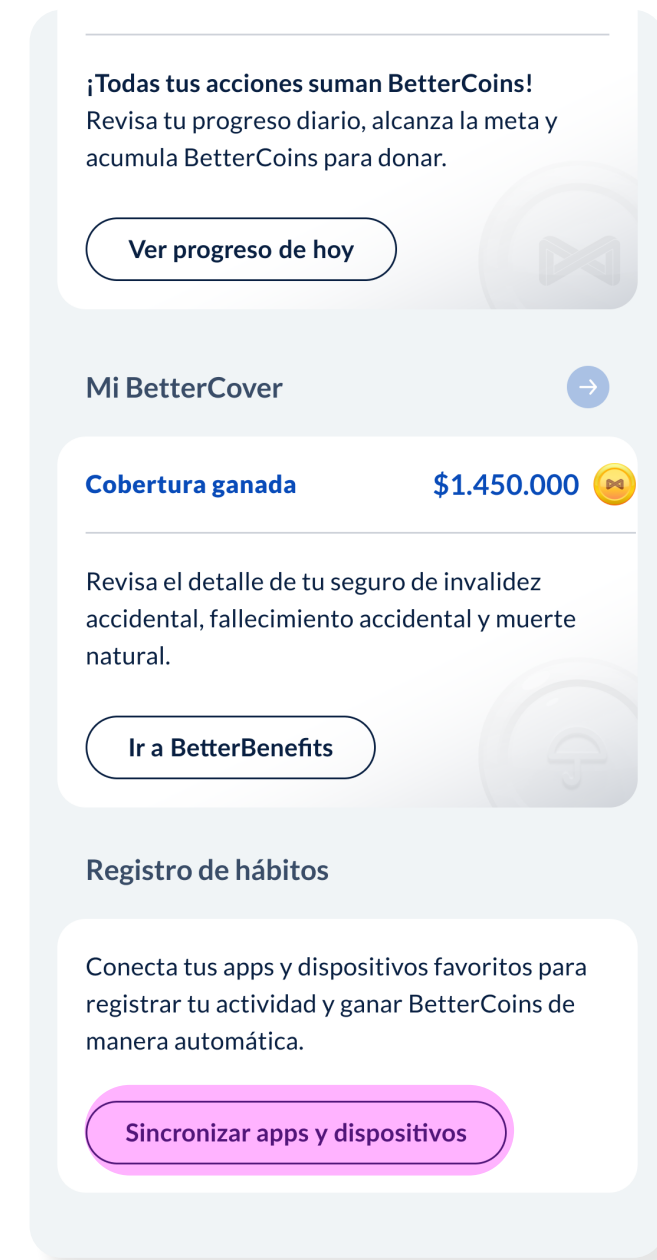 ¡Todas tus acciones suman BetterCoins!
Revisa tu progreso diario, alcanza la meta y
acumula BetterCoins para donar.
Ver progreso de hoy
Mi BetterCover
Cobertura ganada $1.450.000
Revisa el detalle de tu seguro de invalidez
accidental, fallecimiento accidental y muerte
natural.
Ir a BetterBenefits
Registro de hábitos
Conecta tus apps y dispositivos favoritos para
registrar tu actividad y ganar BetterCoins de
manera automática.
Sincronizar apps y dispositivos